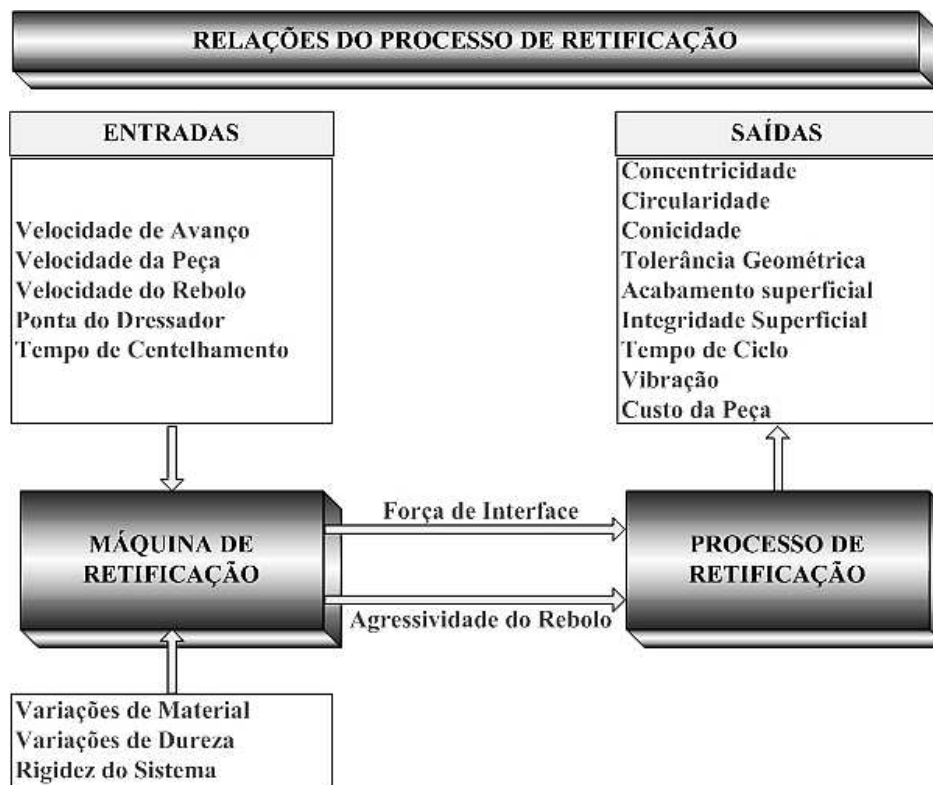 RELAÇÕES DO PROCESSO DE RETIFICAÇÃO
ENTRADAS
Velocidade de Avanço
Velocidade da Peça
Velocidade do Rebolo
Ponta do Dressador
Tempo de Centelhamento
SAÍDAS
Concentricidade
Circularidade
Conicidade
Tolerância Geométrica
Acabamento superficial
Integridade Superficial
Tempo de Ciclo
Vibração
Custo da Peça
MÁQUINA DE
RETIFICAÇÃO
Força de Interface
Agressividade do Rebolo
PROCESSO DE
RETIFICAÇÃO
Variações de Material
Variações de Dureza
Rigidez do Sistema